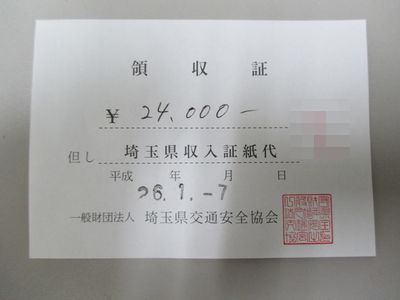 領収証
¥ 24,000-
但し 埼玉県収入証紙代
平成 年 月 日
26.1.-7
一般財団法人 埼玉県交通安全協会